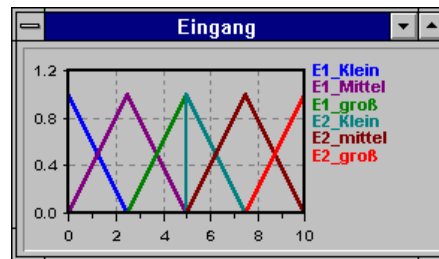 Eingang
E1_Klein
E1_Mittel
E1_groß
E2_Klein
E2_mittel
E2_groß
1.2
0.8
0.4
0.0
0 2 4 6 8 10